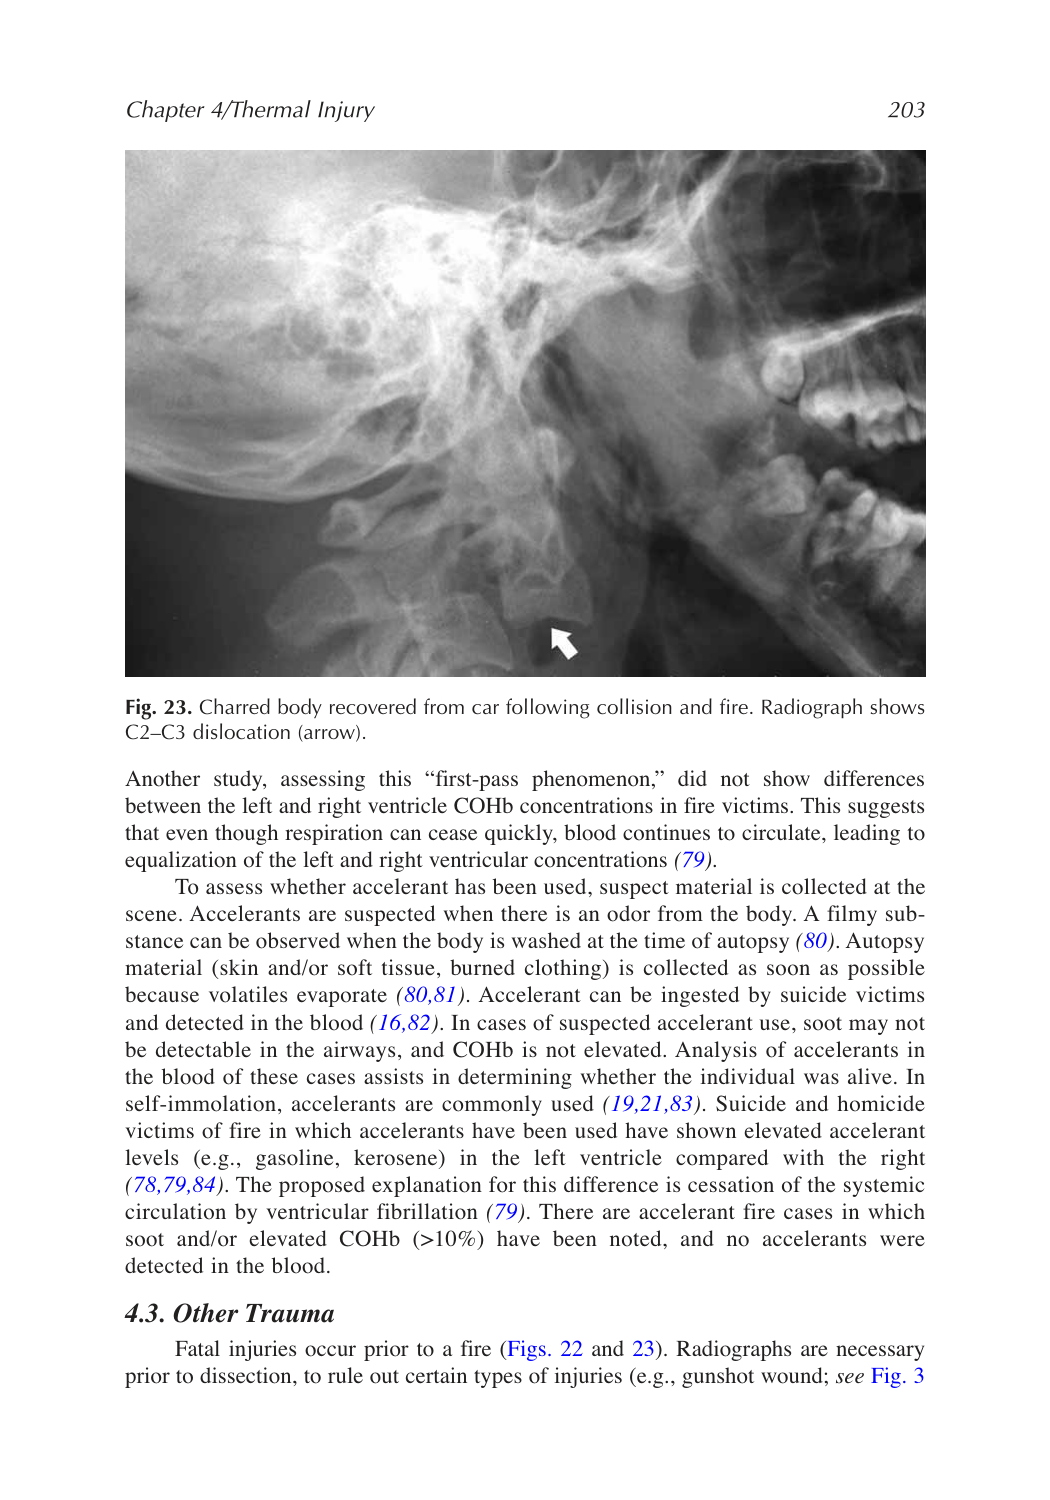 Chapter 4/Thermal Injury 203
Fig. 23. Charred body recovered from car following collision and fire. Radiograph shows
C2–C3 dislocation (arrow).
Another study, assessing this “first-pass phenomenon,” did not show differences
between the left and right ventricle COHb concentrations in fire victims. This suggests
that even though respiration can cease quickly, blood continues to circulate, leading to
equalization of the left and right ventricular concentrations (79).
To assess whether accelerant has been used, suspect material is collected at the
scene. Accelerants are suspected when there is an odor from the body. A filmy sub-
stance can be observed when the body is washed at the time of autopsy (80). Autopsy
material (skin and/or soft tissue, burned clothing) is collected as soon as possible
because volatiles evaporate (80,81). Accelerant can be ingested by suicide victims
and detected in the blood (16,82). In cases of suspected accelerant use, soot may not
be detectable in the airways, and COHb is not elevated. Analysis of accelerants in
the blood of these cases assists in determining whether the individual was alive. In
self-immolation, accelerants are commonly used (19,21,83). Suicide and homicide
victims of fire in which accelerants have been used have shown elevated accelerant
levels (e.g., gasoline, kerosene) in the left ventricle compared with the right
(78,79,84). The proposed explanation for this difference is cessation of the systemic
circulation by ventricular fibrillation (79). There are accelerant fire cases in which
soot and/or elevated COHb (>10%) have been noted, and no accelerants were
detected in the blood.
4.3. Other Trauma
Fatal injuries occur prior to a fire (Figs. 22 and 23). Radiographs are necessary
prior to dissection, to rule out certain types of injuries (e.g., gunshot wound; see Fig. 3